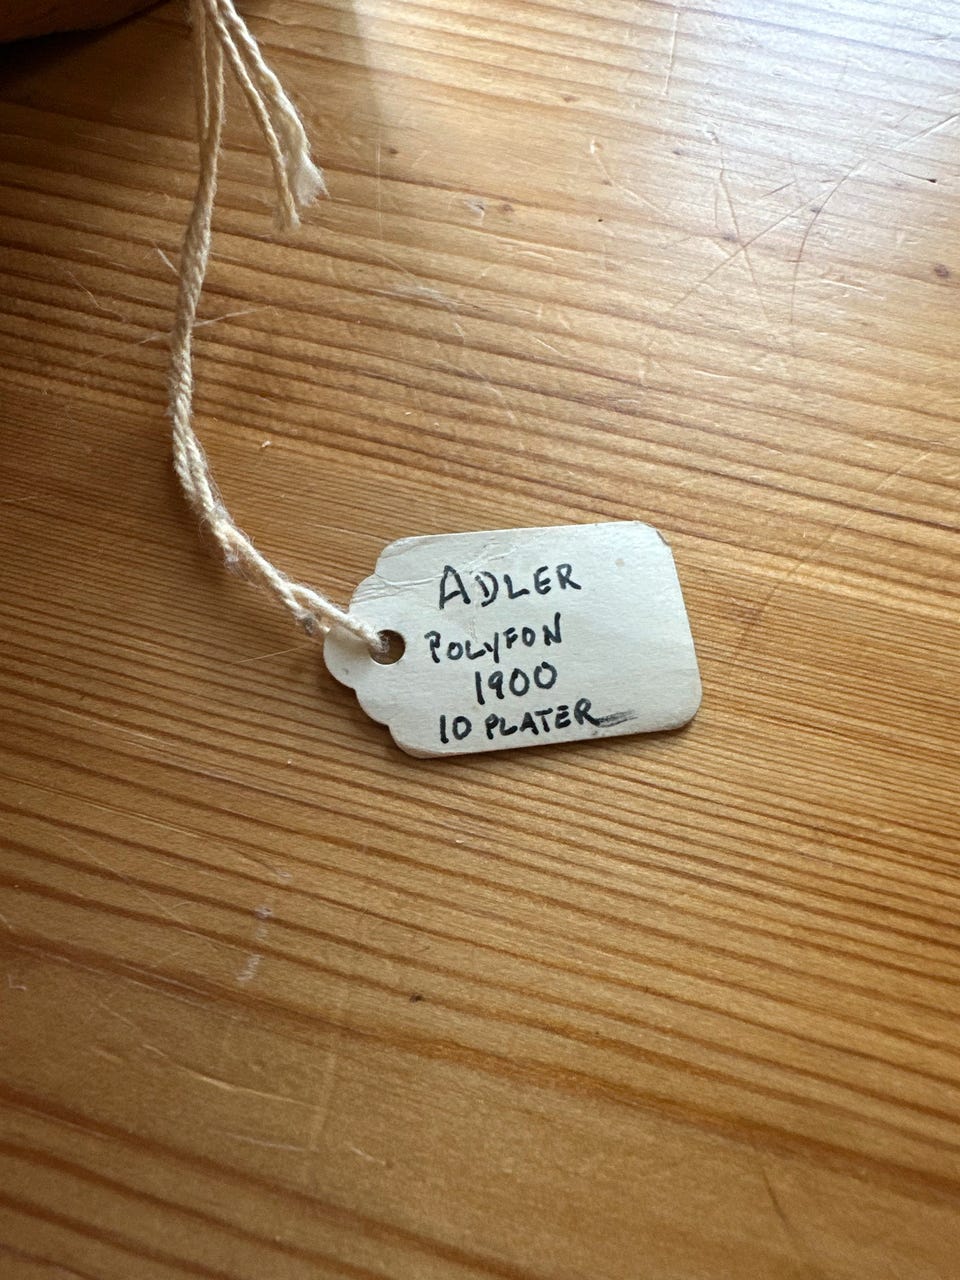 ADLER
POLYFON
1900
10 PLATER